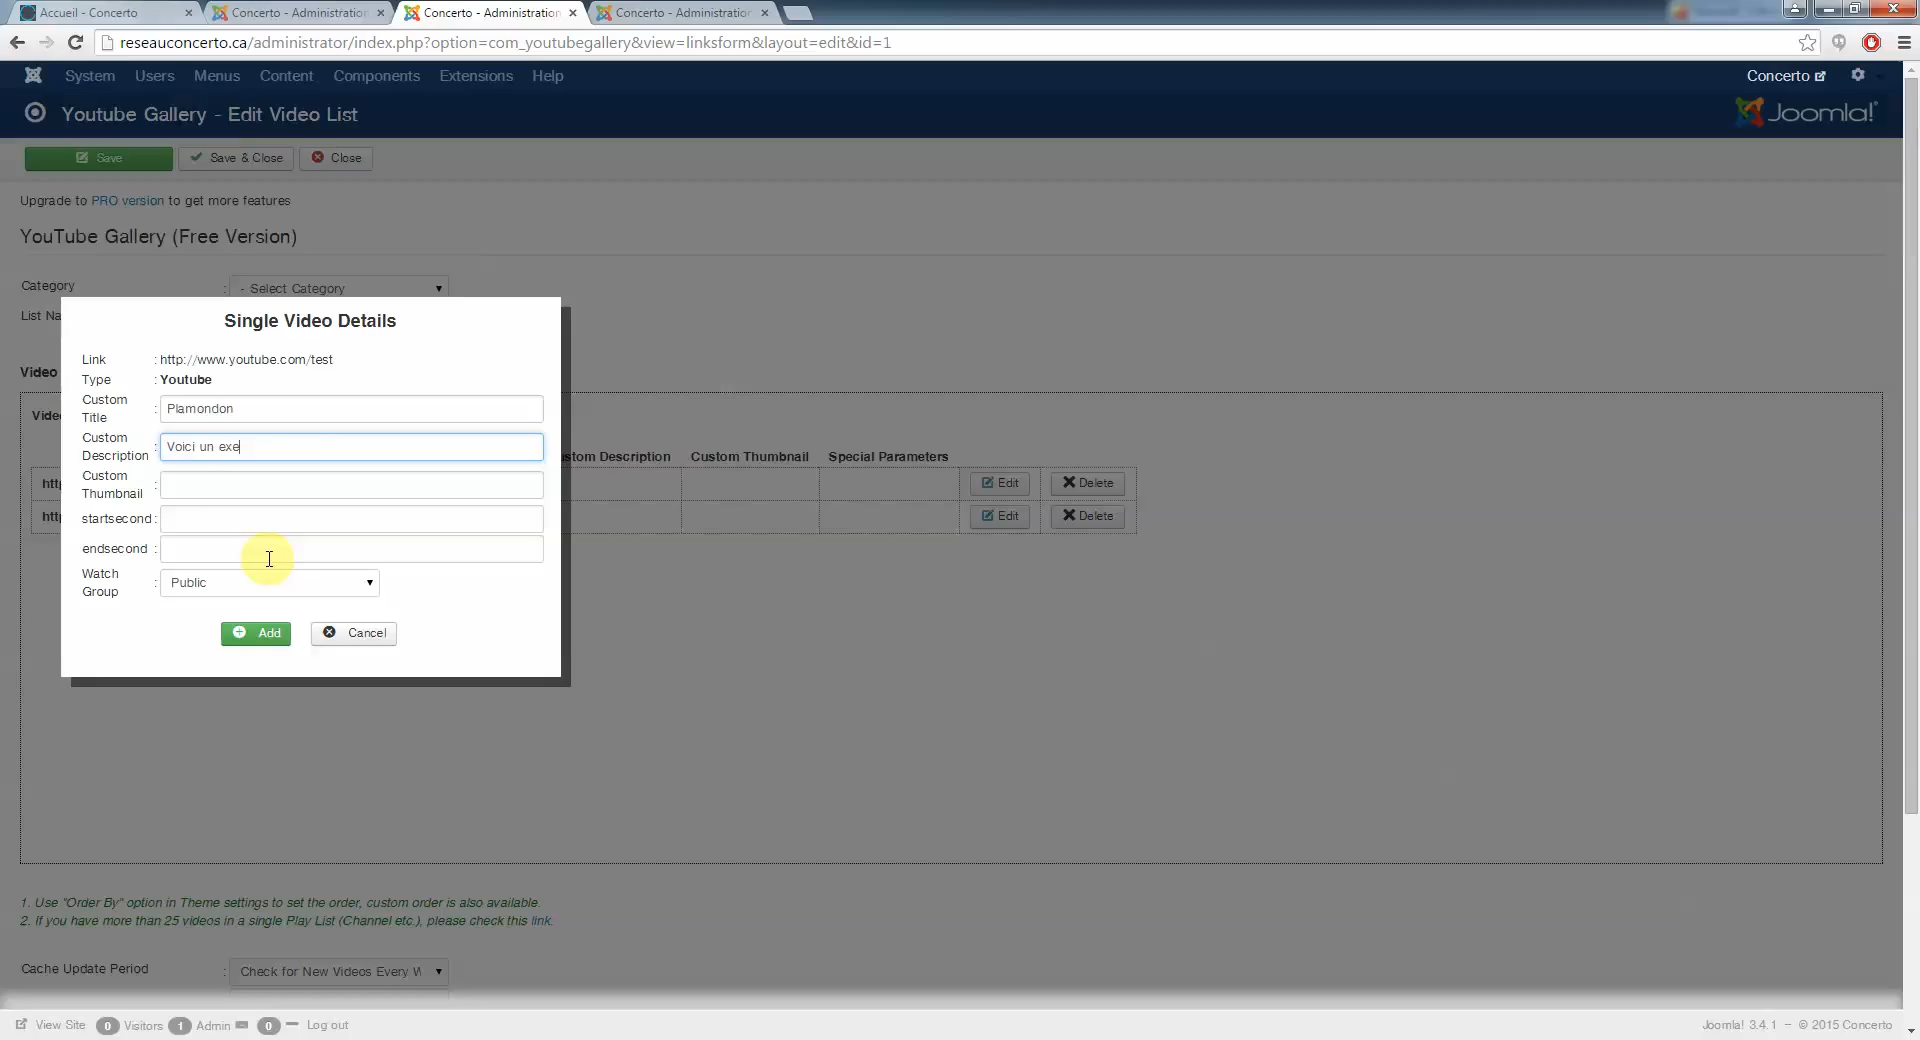 Accueil - Concerto
Concerto - Administration
Concerto - Administration
Concerto - Administration
reseauconcerto.ca/administrator/index.php?option=com_youtubegallery&view=linksform&layout=edit&id=1
System Users Menus Content Components Extensions Help
Concerto
Youtube Gallery - Edit Video List
Joomla!
Save Save & Close Close
Upgrade to PRO version to get more features
YouTube Gallery (Free Version)
Category : - Select Category
List Na
Single Video Details
Link : http://www.youtube.com/test
Type : Youtube
Custom Title : Plamondon
Custom Description : Voici un exe
Custom Thumbnail :
startsecond :
endsecond :
Watch Group : Public
Add Cancel
Video
Vide
stom Description Custom Thumbnail Special Parameters
http Edit Delete
http Edit Delete
1. Use "Order By" option in Theme settings to set the order, custom order is also available.
2. If you have more than 25 videos in a single Play List (Channel etc.), please check this link.
Cache Update Period : Check for New Videos Every W
View Site 0 Visitors 1 Admin 0 Log out
Joomla! 3.4.1 – © 2015 Concerto